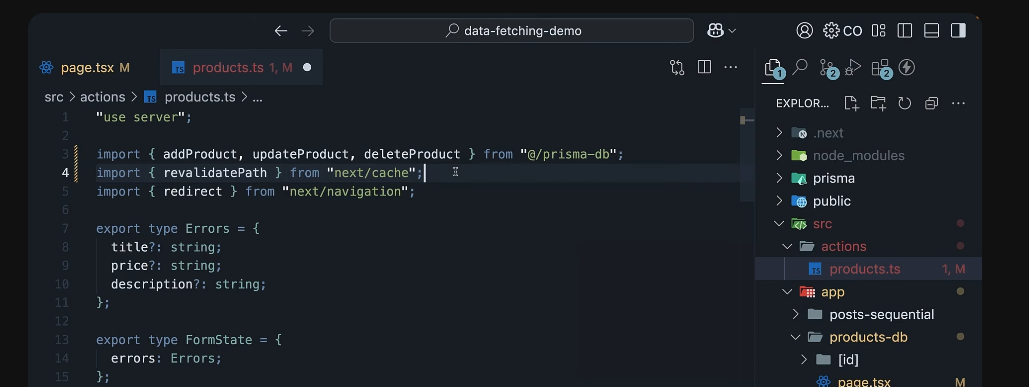 data-fetching-demo
CO
page.tsx M
products.ts 1, M
src > actions > TS products.ts > ...
1 "use server";
2
3 import { addProduct, updateProduct, deleteProduct } from "@/prisma-db";
4 import { revalidatePath } from "next/cache";
5 import { redirect } from "next/navigation";
6
7 export type Errors = {
8 title?: string;
9 price?: string;
10 description?: string;
11 };
12
13 export type FormState = {
14 errors: Errors;
15 };
1
2
2
EXPLOR...
.next
node_modules
prisma
public
src
actions
TS products.ts 1, M
app
posts-sequential
products-db
[id]
page.tsx M